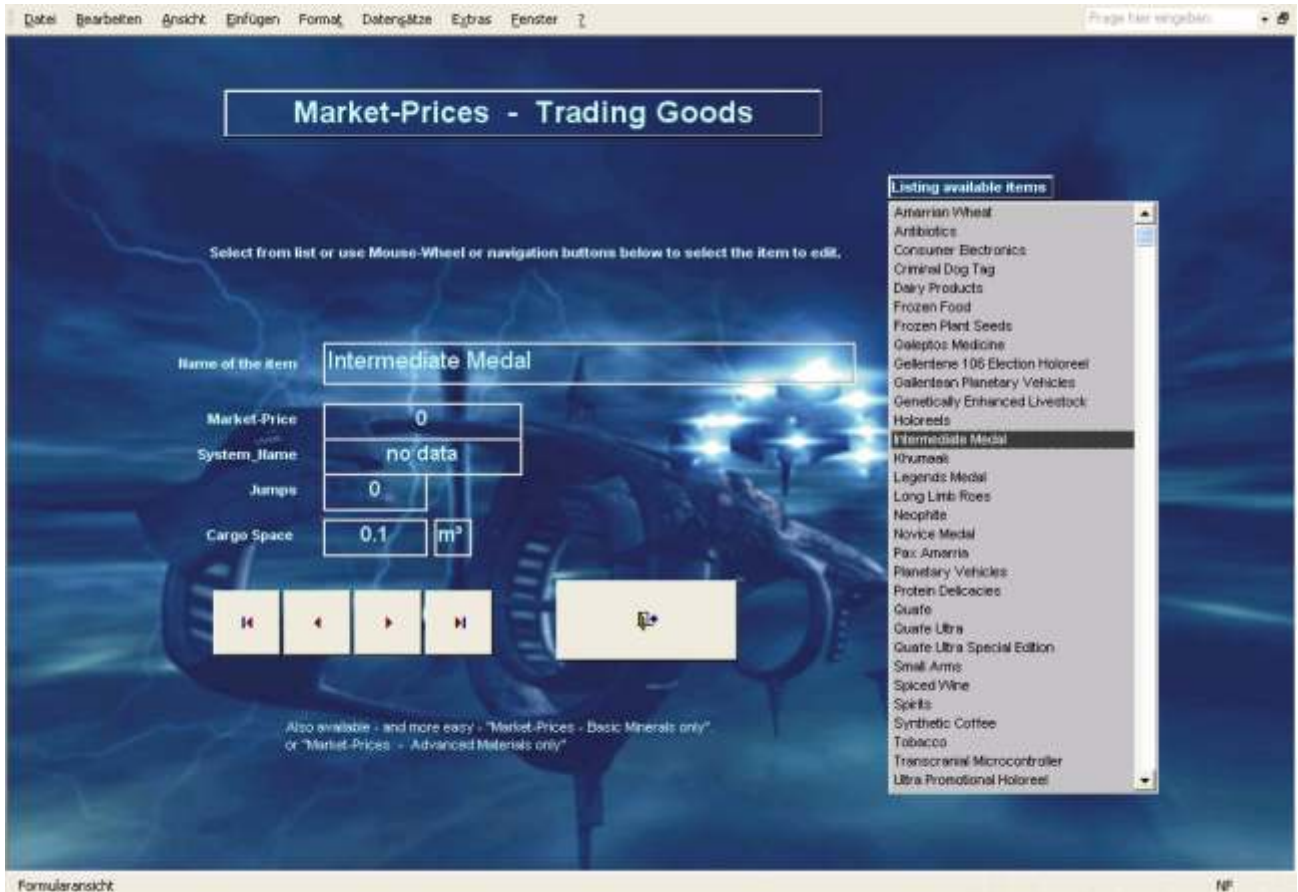 Datei Bearbeiten Ansicht Einfügen Format Datensätze Extras Fenster ? Frage hier eingeben
Market-Prices - Trading Goods
Listing available items
Select from list or use Mouse-Wheel or navigation buttons below to select the item to edit.
Name of the item Intermediate Medal
Market-Price 0
System_Name no data
Jumps 0
Cargo Space 0.1 m³
Amarrian Wheat
Antibiotics
Consumer Electronics
Criminal Dog Tag
Dairy Products
Frozen Food
Frozen Plant Seeds
Galeptos Medicine
Gallentene 106 Election Holoreel
Gallentean Planetary Vehicles
Genetically Enhanced Livestock
Holoreels
Intermediate Medal
Khumaak
Legends Medal
Long Limb Roes
Neophite
Novice Medal
Pax Amarria
Planetary Vehicles
Protein Delicacies
Quafe
Quafe Ultra
Quafe Ultra Special Edition
Small Arms
Spiced Wine
Spirits
Synthetic Coffee
Tobacco
Transcranial Microcontroller
Ultra Promotional Holoreel
Also available - and more easy - "Market-Prices - Basic Minerals only"
or "Market-Prices - Advanced Materials only"
Formularansicht NF